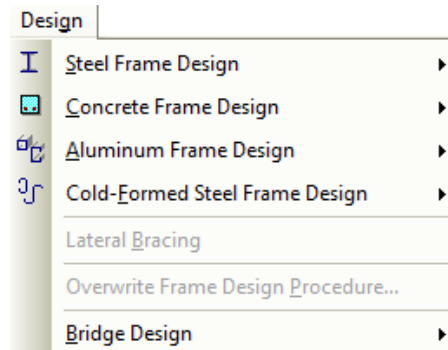 Design
Steel Frame Design
Concrete Frame Design
Aluminum Frame Design
Cold-Formed Steel Frame Design
Lateral Bracing
Overwrite Frame Design Procedure...
Bridge Design